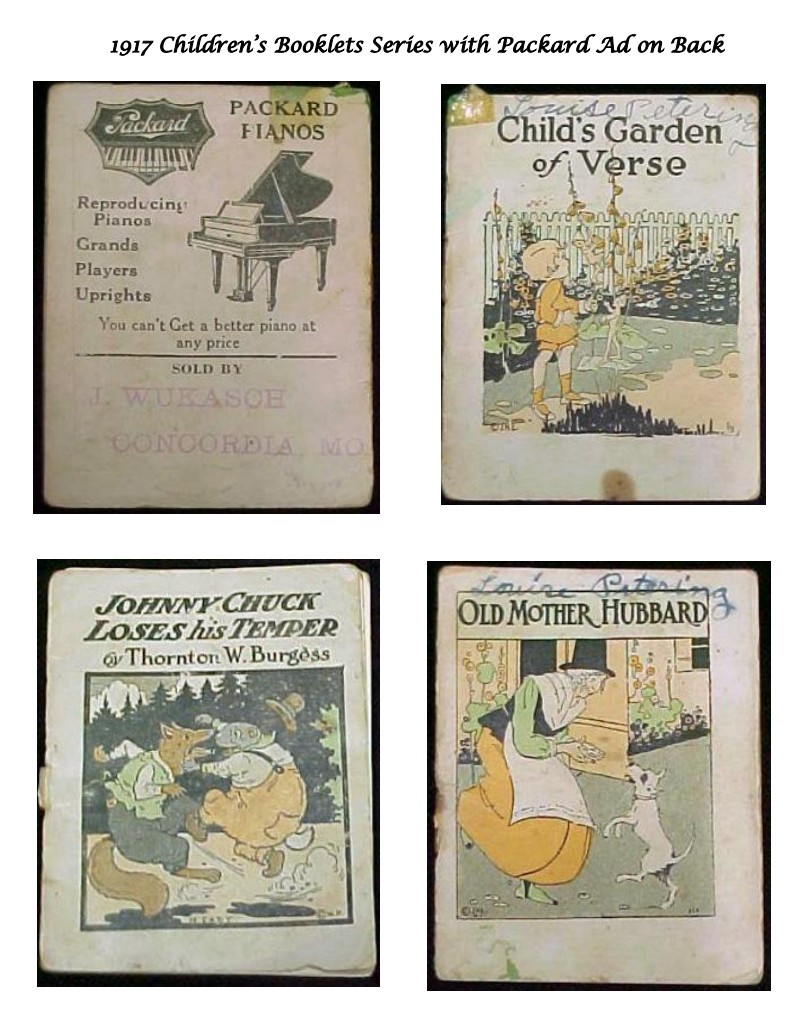 1917 Children's Booklets Series with Packard Ad on Back
Packard
PACKARD
PIANOS
Reproducing
Pianos
Grands
Players
Uprights
You can't Get a better piano at
any price
SOLD BY
J. WUKASCH
CONCORDIA, MO
Louise Petering
Child's Garden
of Verse
JOHNNY CHUCK
LOSES his TEMPER
by Thornton W. Burgess
H. CADY
Louise Petering
OLD MOTHER HUBBARD